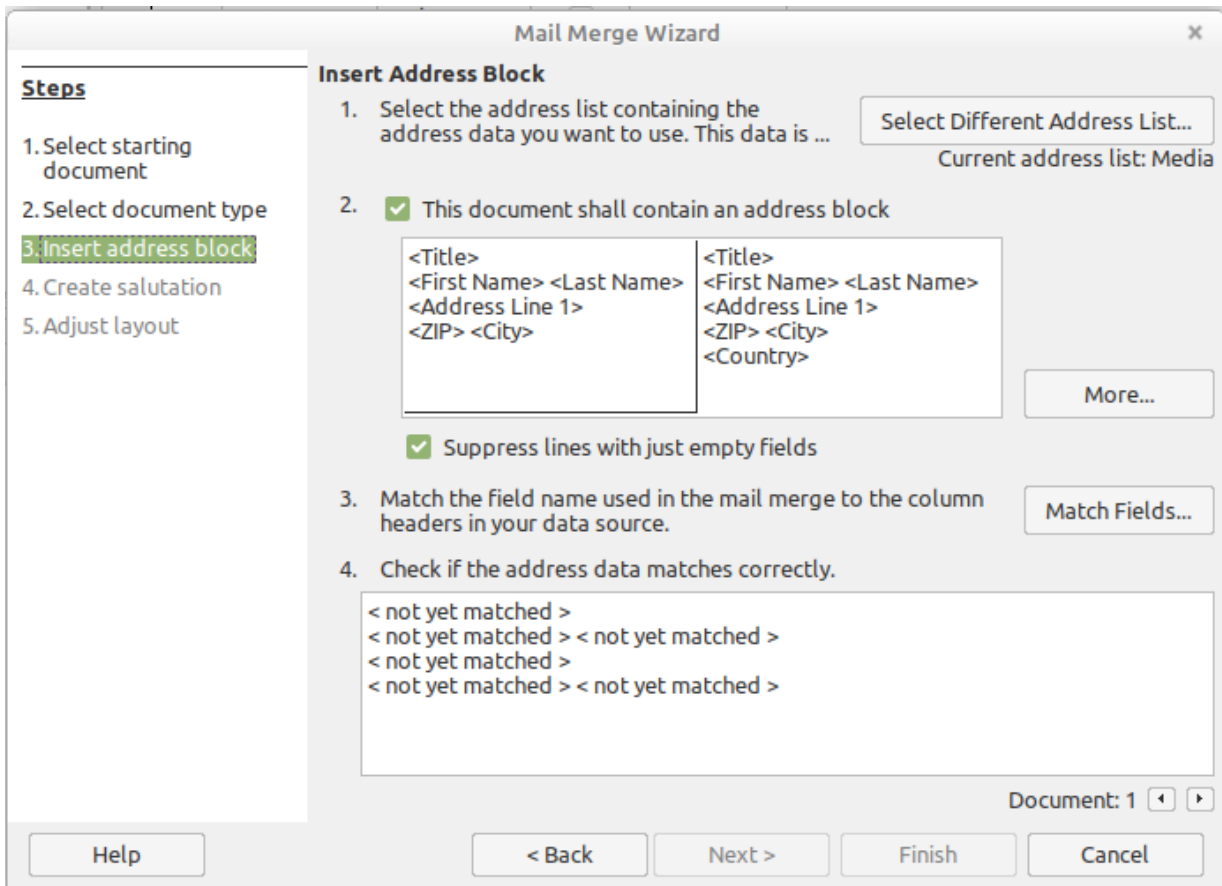 Mail Merge Wizard
Steps
1. Select starting
document
2. Select document type
3. Insert address block
4. Create salutation
5. Adjust layout
Insert Address Block
1. Select the address list containing the
address data you want to use. This data is ...
Select Different Address List...
Current address list: Media
2. This document shall contain an address block
<Title>
<First Name> <Last Name>
<Address Line 1>
<ZIP> <City>
<Title>
<First Name> <Last Name>
<Address Line 1>
<ZIP> <City>
<Country>
More...
Suppress lines with just empty fields
3. Match the field name used in the mail merge to the column
headers in your data source.
Match Fields...
4. Check if the address data matches correctly.
< not yet matched >
< not yet matched > < not yet matched >
< not yet matched >
< not yet matched > < not yet matched >
Document: 1
Help
< Back
Next >
Finish
Cancel